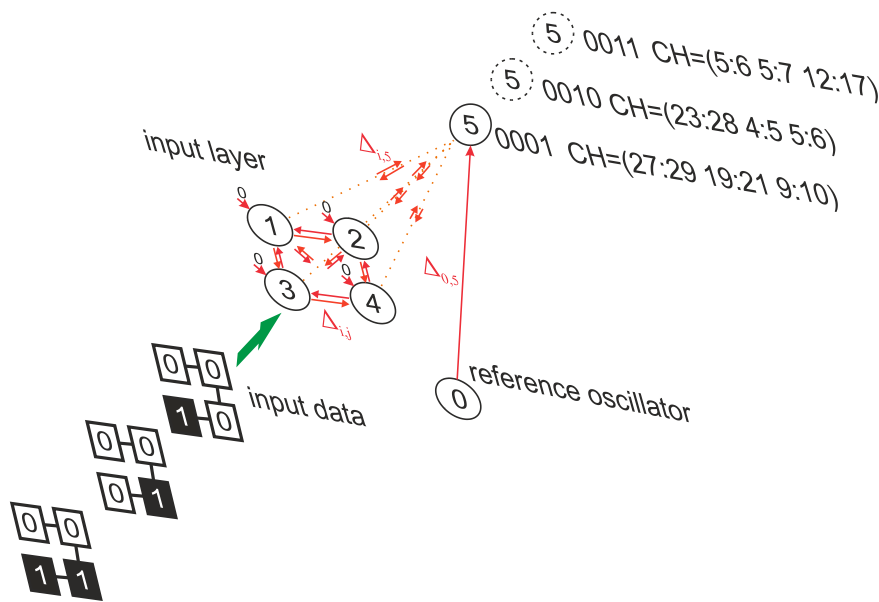 5 0011 CH=(5:6 5:7 12:17)
5 0010 CH=(23:28 4:5 5:6)
5 0001 CH=(27:29 19:21 9:10)
input layer
Δi,5
0
1
0
2
0
3
0
4
Δi,j
Δ0,5
0 0
1 0
input data
reference oscillator
0
0 0
0 1
0 0
1 1